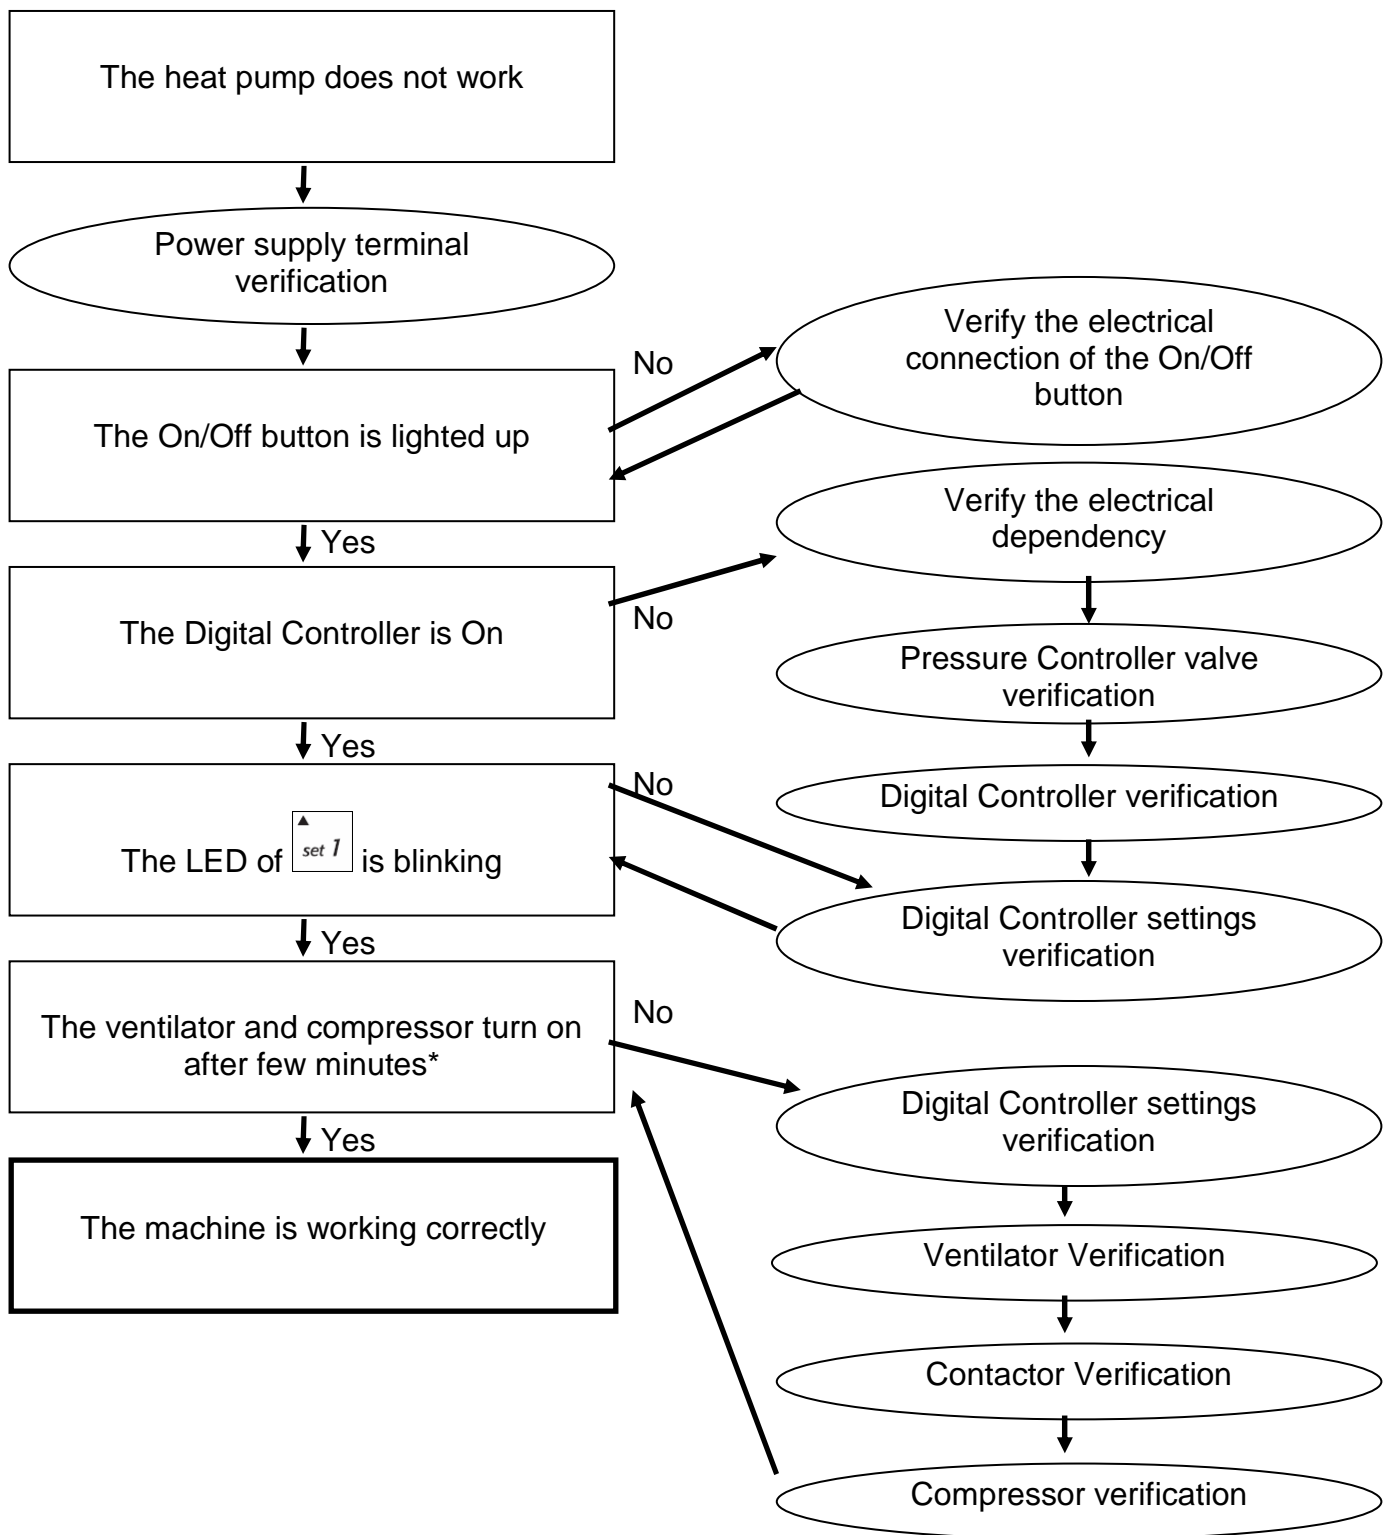 The heat pump does not work
Power supply terminal
verification
No
Verify the electrical
connection of the On/Off
button
The On/Off button is lighted up
Yes
Verify the electrical
dependency
The Digital Controller is On
No
Pressure Controller valve
verification
Yes
No
Digital Controller verification
The LED of set 1 is blinking
Digital Controller settings
verification
Yes
The ventilator and compressor turn on
after few minutes*
No
Digital Controller settings
verification
Yes
The machine is working correctly
Ventilator Verification
Contactor Verification
Compressor verification